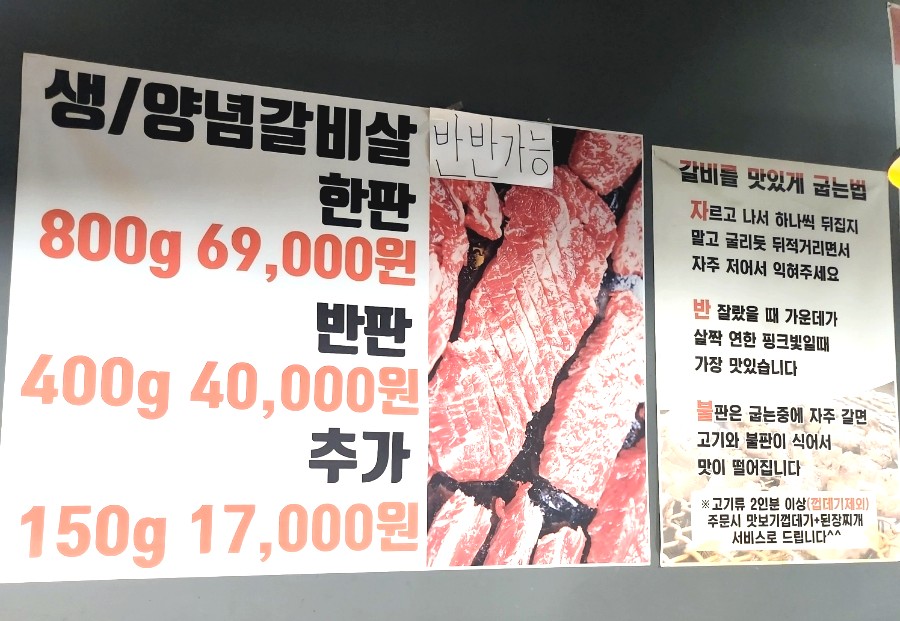 생/양념갈비살
한판
800g 69,000원
반판
400g 40,000원
추가
150g 17,000원
반반가능
갈비를 맛있게 굽는법
자르고 나서 하나씩 뒤집지
말고 굴리듯 뒤적거리면서
자주 저어서 익혀주세요
반 잘랐을 때 가운데가
살짝 연한 핑크빛일때
가장 맛있습니다
불판은 굽는중에 자주 갈면
고기와 불판이 식어서
맛이 떨어집니다
※고기류 2인분 이상(껍데기제외)
주문시 맛보기껍데기+된장찌개
서비스로 드립니다^^